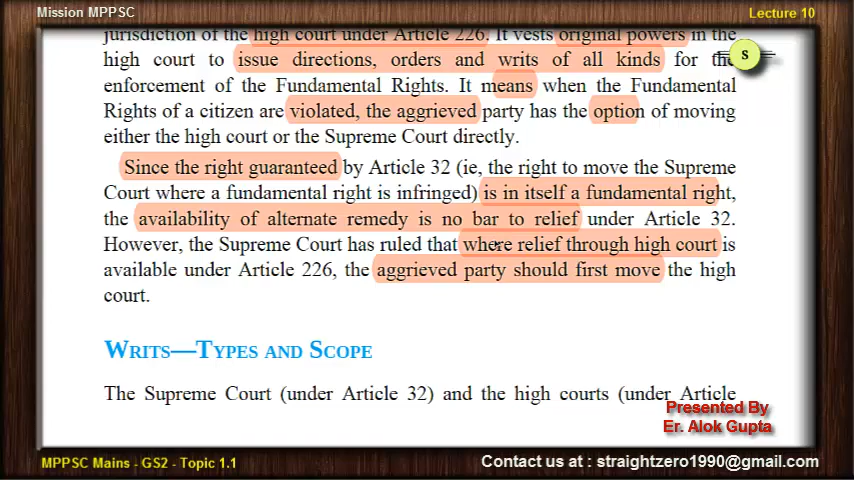 Mission MPPSC
Lecture 10
jurisdiction of the high court under Article 226. It vests original powers in the
high court to issue directions, orders and writs of all kinds for the
S
enforcement of the Fundamental Rights. It means when the Fundamental
Rights of a citizen are violated, the aggrieved party has the option of moving
either the high court or the Supreme Court directly.
Since the right guaranteed by Article 32 (ie, the right to move the Supreme
Court where a fundamental right is infringed) is in itself a fundamental right,
the availability of alternate remedy is no bar to relief under Article 32.
However, the Supreme Court has ruled that where relief through high court is
available under Article 226, the aggrieved party should first move the high
court.
WRITS—TYPES AND SCOPE
The Supreme Court (under Article 32) and the high courts (under Article
Presented By
Er. Alok Gupta
MPPSC Mains - GS2 - Topic 1.1
Contact us at : straightzero1990@gmail.com